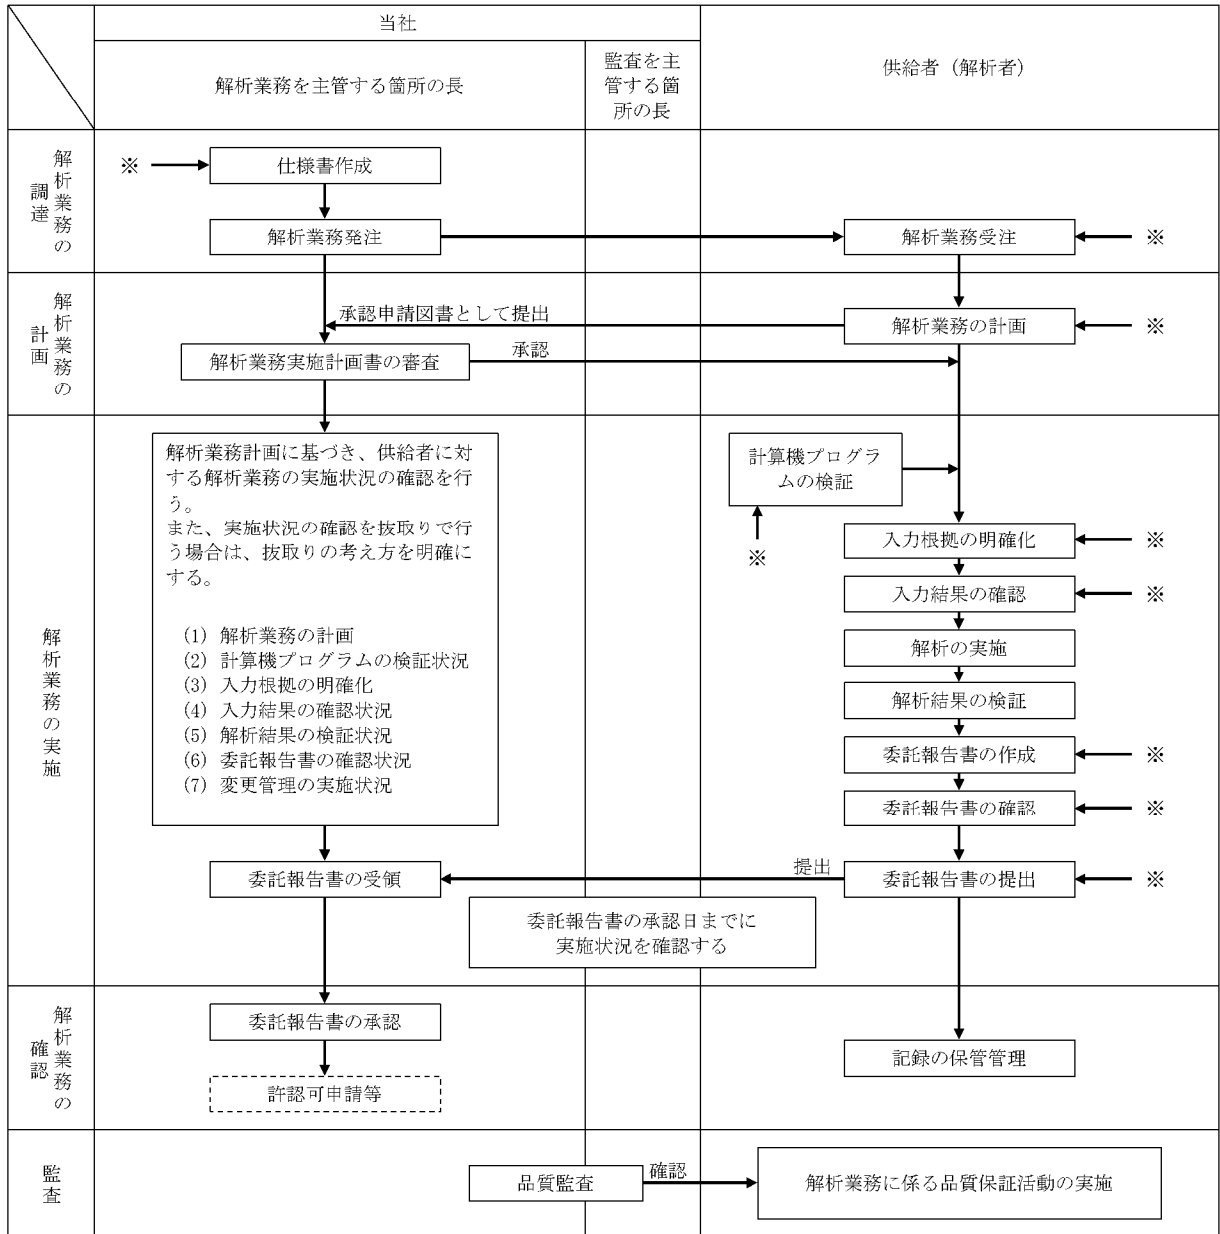 当社
解析業務を主管する箇所の長
監査を主
管する箇
所の長
供給者（解析者）
解析業務の
調達
※
仕様書作成
解析業務発注
解析業務受注
※
解析業務の
計画
承認申請図書として提出
解析業務の計画
※
解析業務実施計画書の審査
承認
解析業務の実施
解析業務計画に基づき、供給者に対
する解析業務の実施状況の確認を行
う。
また、実施状況の確認を抜取りで行
う場合は、抜取りの考え方を明確に
する。
(1) 解析業務の計画
(2) 計算機プログラムの検証状況
(3) 入力根拠の明確化
(4) 入力結果の確認状況
(5) 解析結果の検証状況
(6) 委託報告書の確認状況
(7) 変更管理の実施状況
計算機プログラ
ムの検証
※
入力根拠の明確化
※
入力結果の確認
※
解析の実施
解析結果の検証
委託報告書の作成
※
委託報告書の確認
※
委託報告書の受領
提出
委託報告書の提出
※
委託報告書の承認日までに
実施状況を確認する
解析業務の
確認
委託報告書の承認
許認可申請等
記録の保管管理
監査
品質監査
確認
解析業務に係る品質保証活動の実施